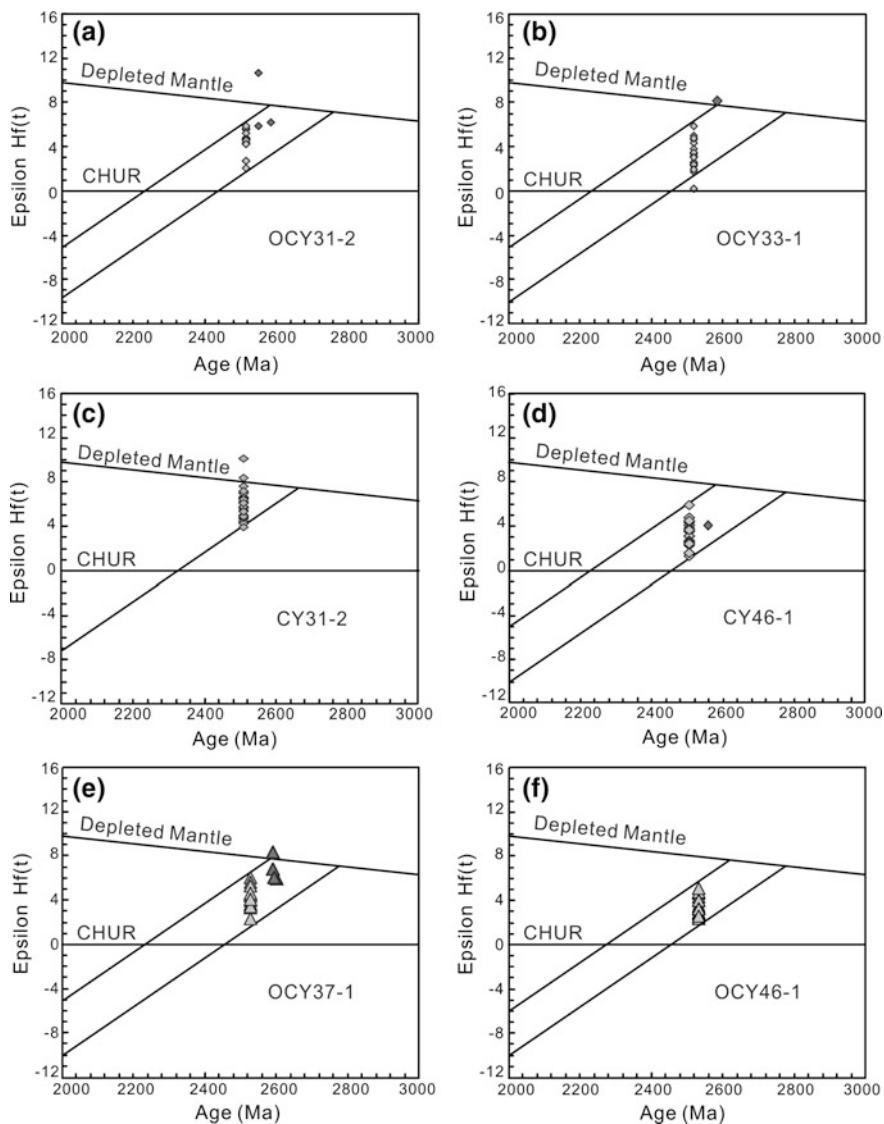 (a)
16
12
8
4
0
-4
-8
-12
Epsilon Hf(t)
Depleted Mantle
CHUR
OCY31-2
2000 2200 2400 2600 2800 3000
Age (Ma)
(b)
16
12
8
4
0
-4
-8
-12
Epsilon Hf(t)
Depleted Mantle
CHUR
OCY33-1
2000 2200 2400 2600 2800 3000
Age (Ma)
(c)
16
12
8
4
0
-4
-8
-12
Epsilon Hf(t)
Depleted Mantle
CHUR
CY31-2
2000 2200 2400 2600 2800 3000
Age (Ma)
(d)
16
12
8
4
0
-4
-8
-12
Epsilon Hf(t)
Depleted Mantle
CHUR
CY46-1
2000 2200 2400 2600 2800 3000
Age (Ma)
(e)
16
12
8
4
0
-4
-8
-12
Epsilon Hf(t)
Depleted Mantle
CHUR
OCY37-1
2000 2200 2400 2600 2800 3000
Age (Ma)
(f)
16
12
8
4
0
-4
-8
-12
Epsilon Hf(t)
Depleted Mantle
CHUR
OCY46-1
2000 2200 2400 2600 2800 3000
Age (Ma)